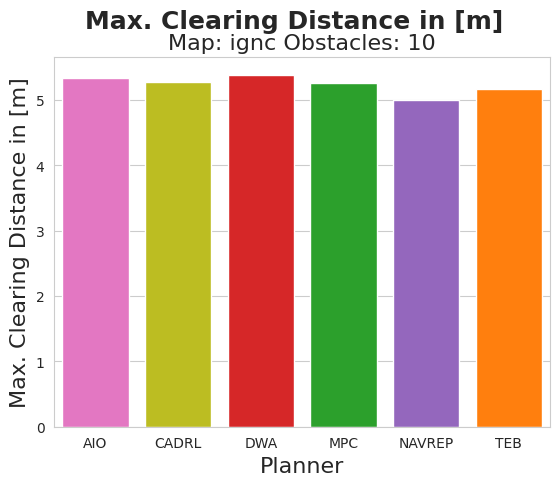 Max. Clearing Distance in [m]
Map: ignc Obstacles: 10
Max. Clearing Distance in [m]
5
4
3
2
1
0
AIO CADRL DWA MPC NAVREP TEB
Planner